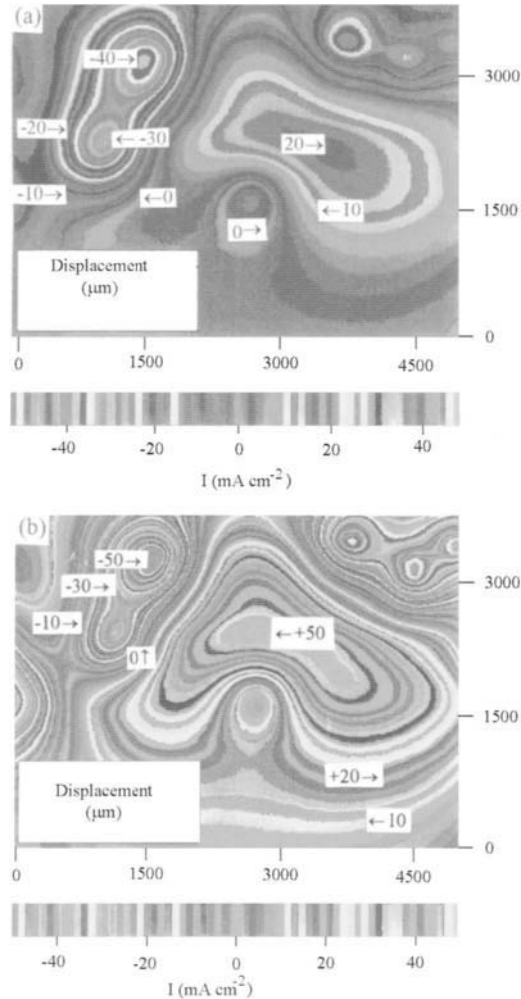 (a)
-40→
3000
-20→
←-30
20→
-10→
←0
←10
1500
0→
Displacement
(μm)
0
0 1500 3000 4500
-40 -20 0 20 40
I (mA cm-2)
(b)
-50→
-30→
3000
-10→
←+50
0↑
1500
+20→
Displacement
(μm)
←10
0
0 1500 3000 4500
-40 -20 0 20 40
I (mA cm-2)